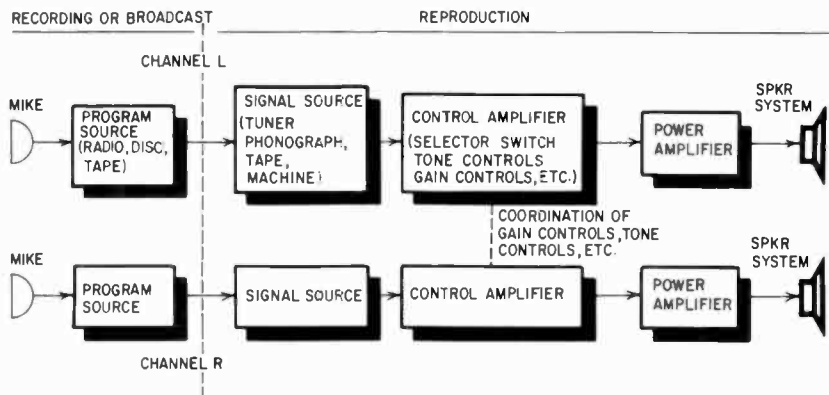 RECORDING OR BROADCAST
REPRODUCTION
CHANNEL L
MIKE
PROGRAM
SOURCE
(RADIO, DISC,
TAPE)
SIGNAL SOURCE
(TUNER
PHONOGRAPH,
TAPE,
MACHINE)
CONTROL AMPLIFIER
(SELECTOR SWITCH
TONE CONTROLS
GAIN CONTROLS, ETC.)
POWER
AMPLIFIER
SPKR
SYSTEM
COORDINATION OF
GAIN CONTROLS, TONE
CONTROLS, ETC.
MIKE
PROGRAM
SOURCE
SIGNAL SOURCE
CONTROL AMPLIFIER
POWER
AMPLIFIER
SPKR
SYSTEM
CHANNEL R